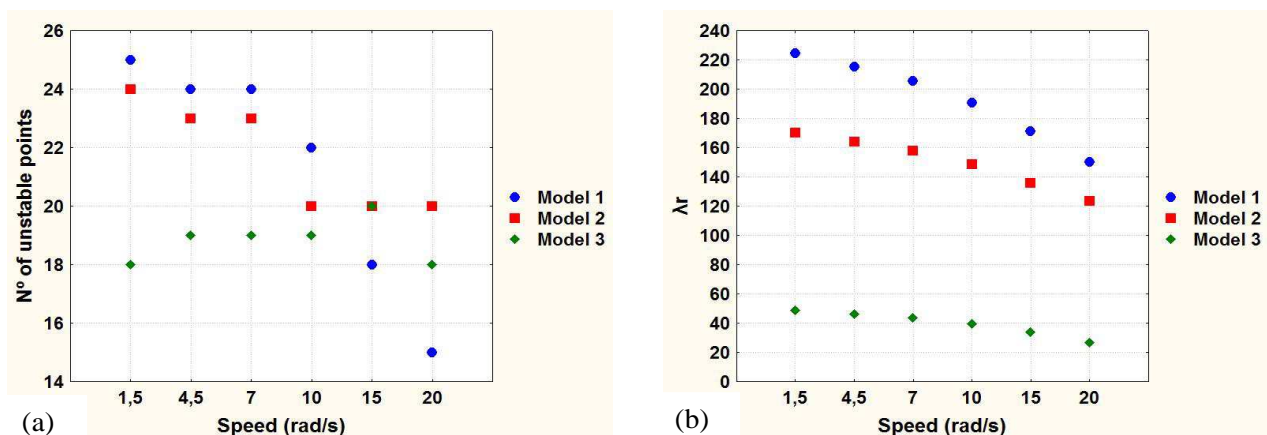 26
24
22
20
18
16
14
Nº of unstable points
1,5 4,5 7 10 15 20
Speed (rad/s)
Model 1
Model 2
Model 3
(a)
240
220
200
180
160
140
120
100
80
60
40
20
0
λr
1,5 4,5 7 10 15 20
Speed (rad/s)
Model 1
Model 2
Model 3
(b)